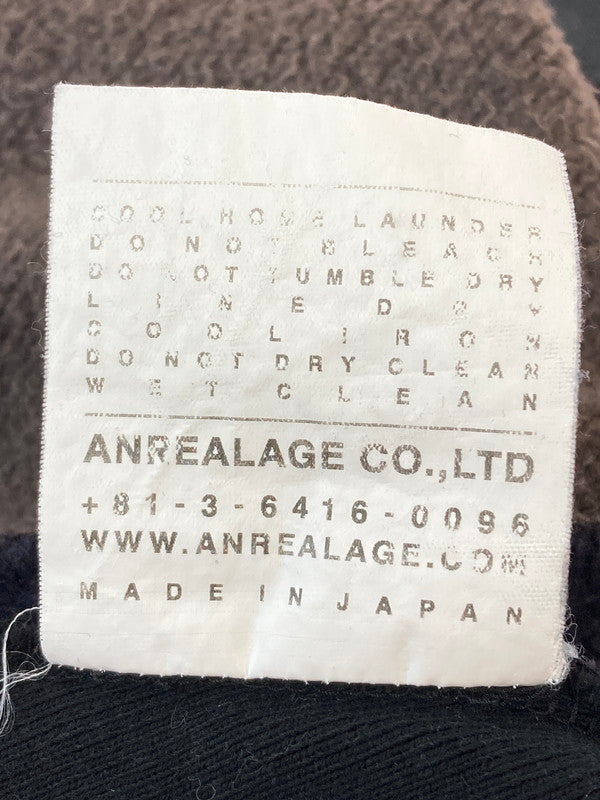 COOL HOUSE LAUNDER
DO NOT BLEACH
DO NOT TUMBLE DRY
LINE DRY
COOL IRON
DO NOT DRY CLEAN
WET CLEAN
ANREALAGE CO.,LTD
+81-3-6416-0096
WWW.ANREALAGE.COM
MADE IN JAPAN